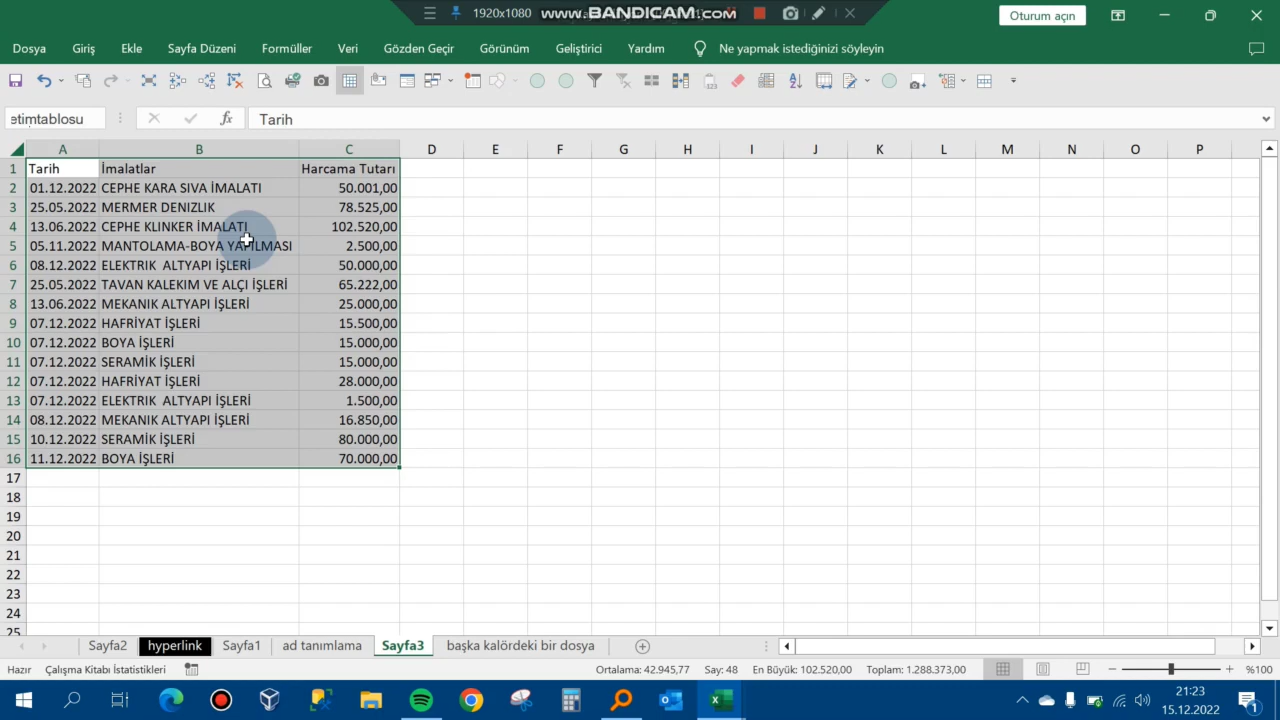 1920x1080
www.BANDICAM.com
Oturum açın
Dosya Giriş Ekle Sayfa Düzeni Formüller Veri Gözden Geçir Görünüm Geliştirici Yardım Ne yapmak istediğinizi söyleyin
etimtablosu fx Tarih
A B C D E F G H I J K L M N O P
1 Tarih İmalatlar Harcama Tutarı
2 01.12.2022 CEPHE KARA SIVA İMALATI 50.001,00
3 25.05.2022 MERMER DENIZLIK 78.525,00
4 13.06.2022 CEPHE KLINKER İMALATI 102.520,00
5 05.11.2022 MANTOLAMA-BOYA YAPILMASI 2.500,00
6 08.12.2022 ELEKTRIK ALTYAPI İŞLERİ 50.000,00
7 25.05.2022 TAVAN KALEKIM VE ALÇI İŞLERİ 65.222,00
8 13.06.2022 MEKANIK ALTYAPI İŞLERİ 25.000,00
9 07.12.2022 HAFRİYAT İŞLERİ 15.500,00
10 07.12.2022 BOYA İŞLERİ 15.000,00
11 07.12.2022 SERAMİK İŞLERİ 15.000,00
12 07.12.2022 HAFRİYAT İŞLERİ 28.000,00
13 07.12.2022 ELEKTRIK ALTYAPI İŞLERİ 1.500,00
14 08.12.2022 MEKANIK ALTYAPI İŞLERİ 16.850,00
15 10.12.2022 SERAMİK İŞLERİ 80.000,00
16 11.12.2022 BOYA İŞLERİ 70.000,00
17
18
19
20
21
22
23
24
25
Sayfa2 hyperlink Sayfa1 ad tanımlama Sayfa3 başka kalördeki bir dosya
Hazır Çalışma Kitabı İstatistikleri Ortalama: 42.945,77 Say: 48 En Büyük: 102.520,00 Toplam: 1.288.373,00 %100
21:23
15.12.2022
1